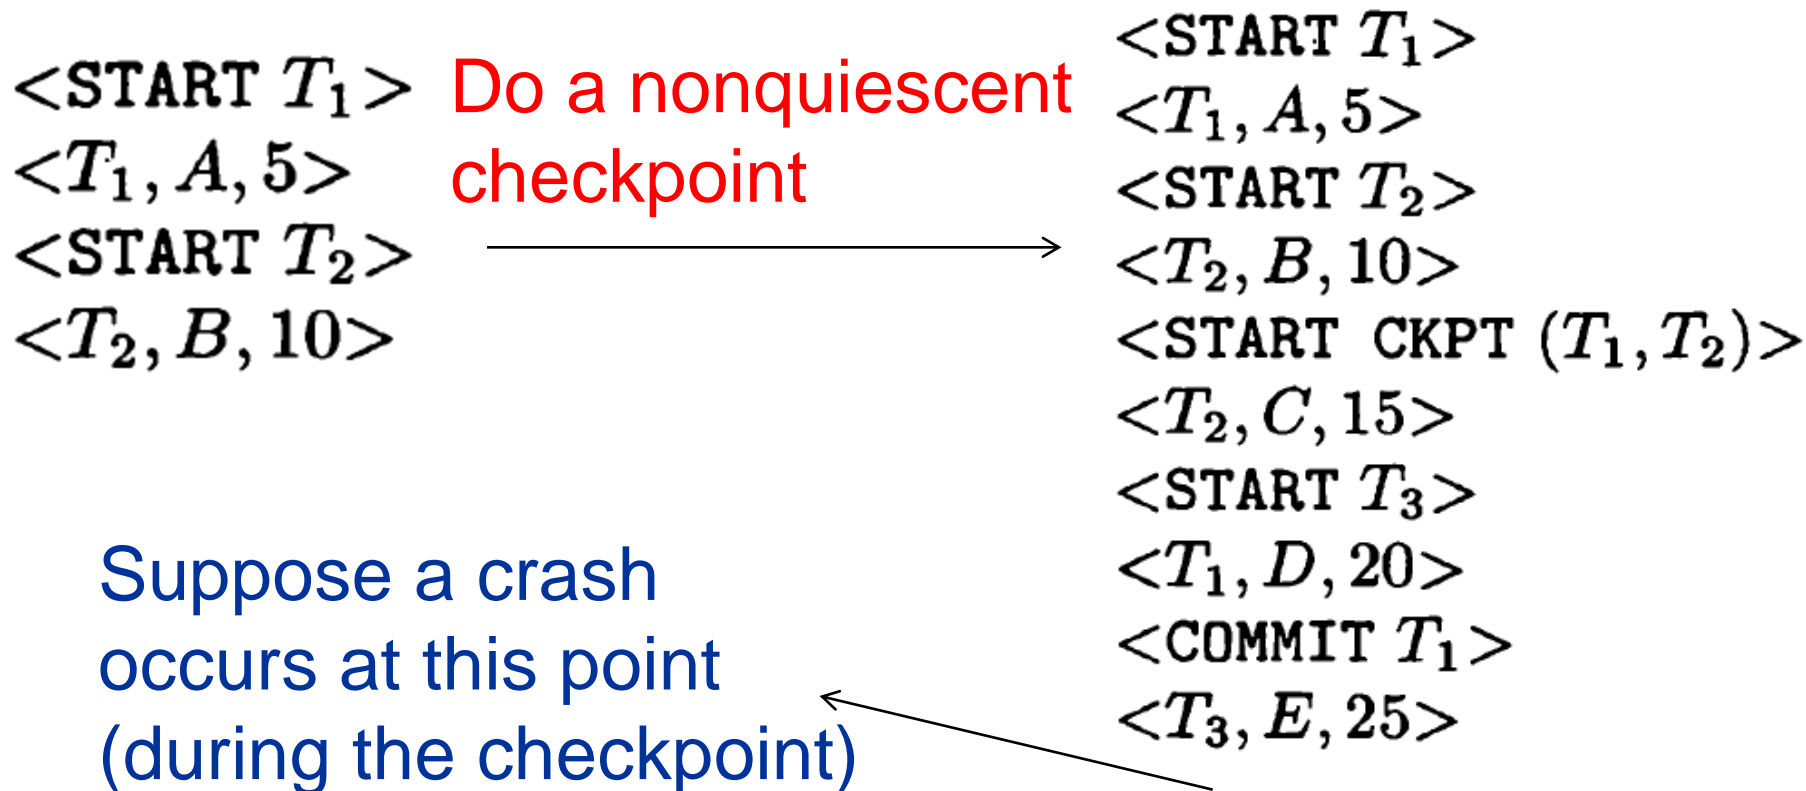 <START T₁>
<T₁, A, 5>
<START T₂>
<T₂, B, 10>
Do a nonquiescent
checkpoint
<START T₁>
<T₁, A, 5>
<START T₂>
<T₂, B, 10>
<START CKPT (T₁, T₂)>
<T₂, C, 15>
<START T₃>
<T₁, D, 20>
<COMMIT T₁>
<T₃, E, 25>
Suppose a crash
occurs at this point
(during the checkpoint)